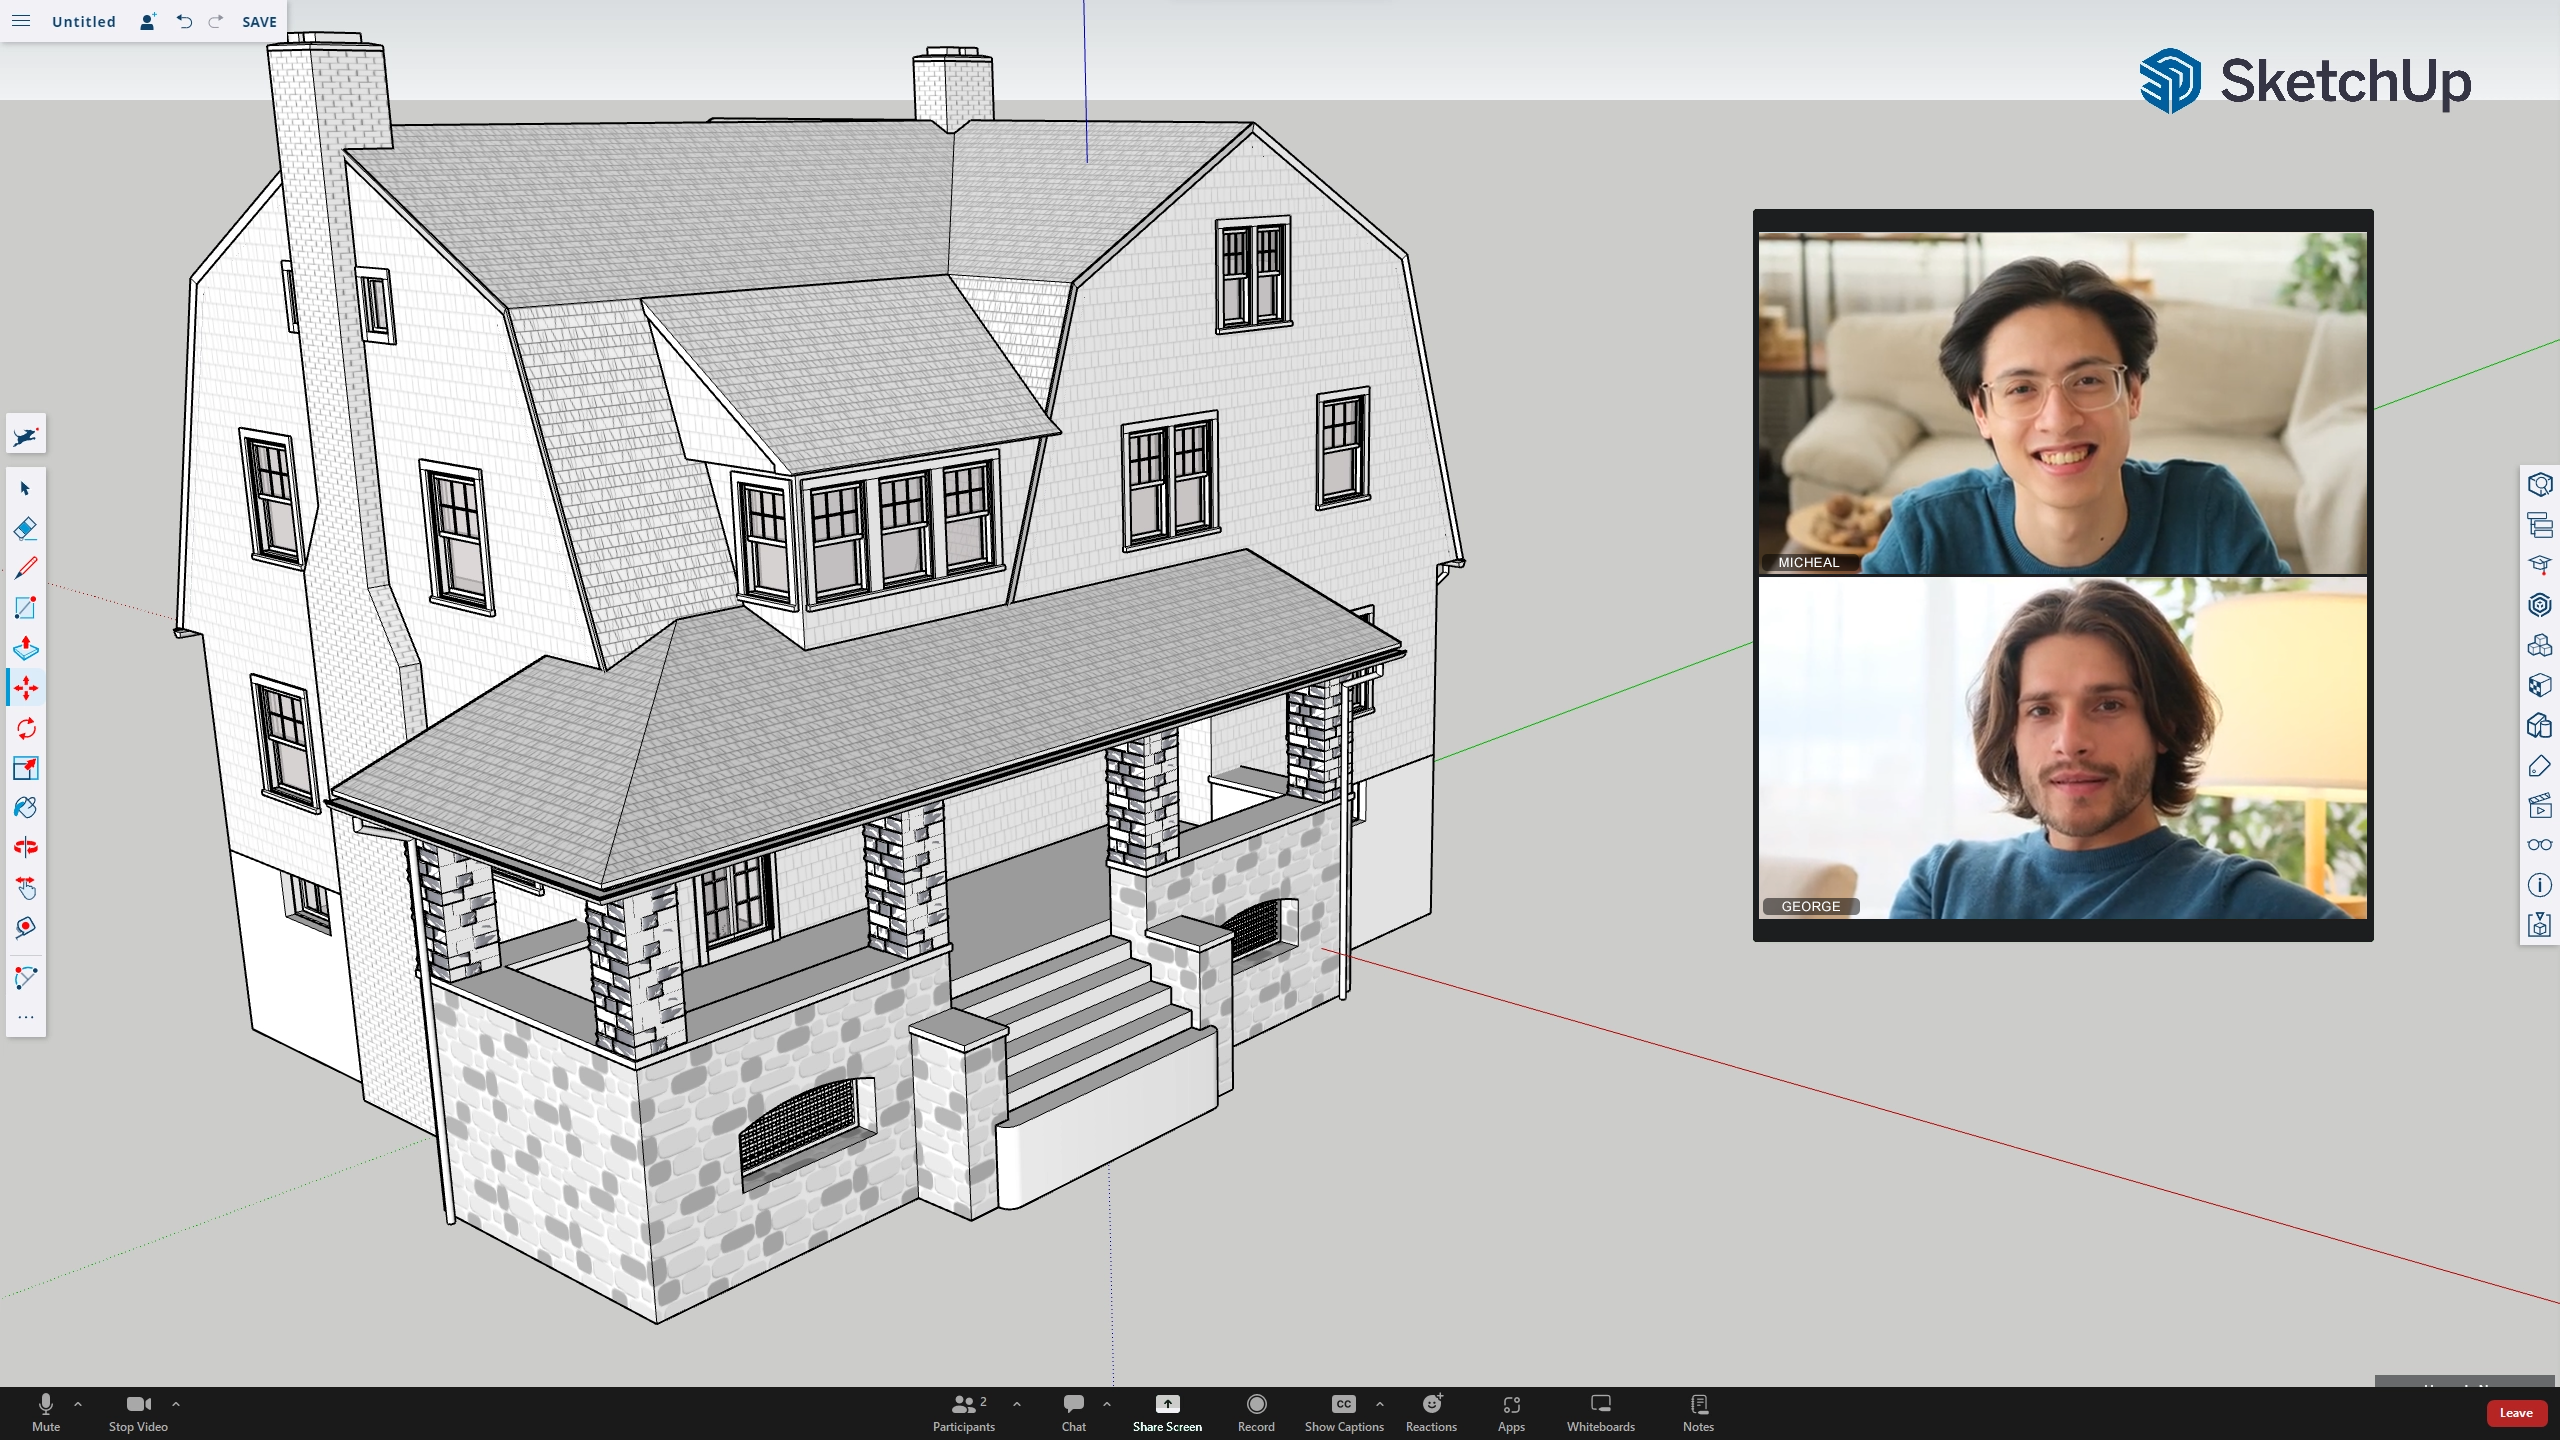 Untitled
SAVE
SketchUp
MICHEAL
GEORGE
Mute
Stop Video
Participants
2
Chat
Share Screen
Record
CC
Show Captions
Reactions
Apps
Whiteboards
Notes
Leave